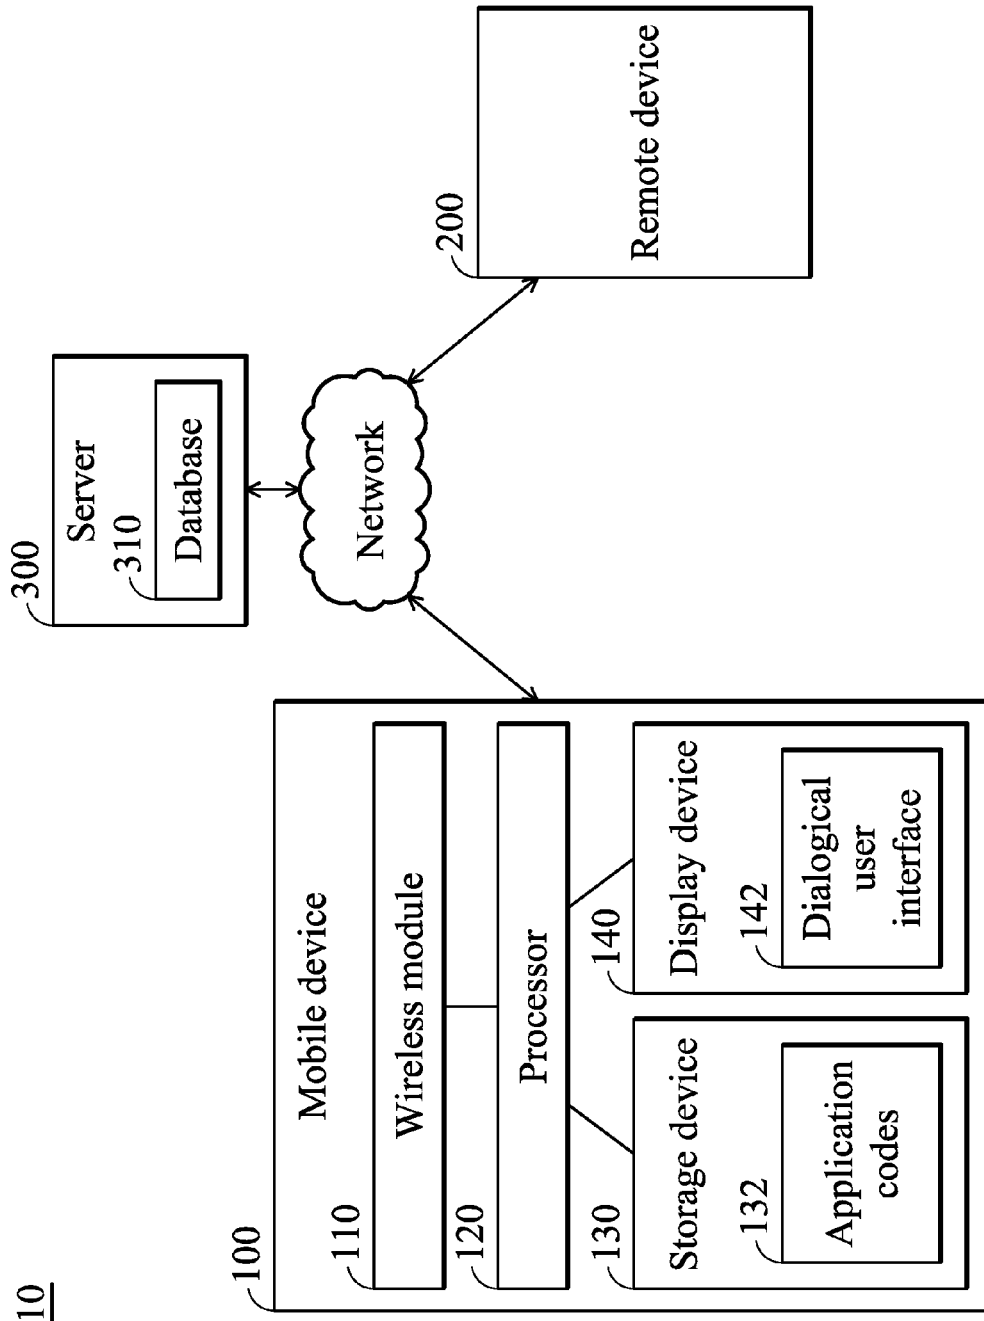 10
300
Server
310
Database
Network
200
Remote device
100
Mobile device
110
Wireless module
120
Processor
130
Storage device
132
Application
codes
140
Display device
142
Dialogical
user
interface